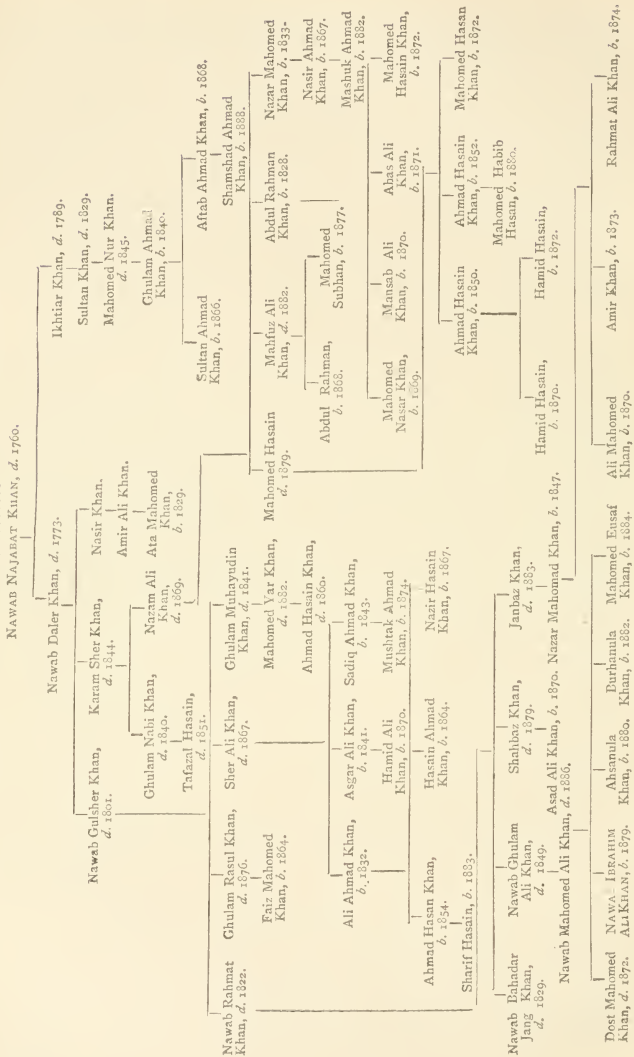 NAWAB NAJABAT KHAN, d. 1760.
Nawab Daler Khan, d. 1773.
Ikhtiar Khan, d. 1789.
Sultan Khan, d. 1829.
Mahomed Nur Khan,
d. 1845.
Ghulam Ahmad
Khan, b. 1840.
Sultan Ahmad
Khan, b. 1866.
Aftab Ahmad Khan, b. 1868.
Shamshad Ahmad
Khan, b. 1888.
Nawab Gulsher Khan,
d. 1801.
Karam Sher Khan,
d. 1844.
Nasir Khan.
Amir Ali Khan.
Ata Mahomed
Khan,
b. 1829.
Ghulam Nabi Khan,
d. 1840.
Nazam Ali
Khan,
d. 1869.
Tafazal Hasain,
d. 1851.
Nawab Rahmat
Khan, d. 1822.
Ghulam Rasul Khan,
d. 1876.
Sher Ali Khan,
d. 1867.
Ghulam Muhayudin
Khan, d. 1841.
Mahomed Hasain
d. 1879.
Mahfuz Ali
Khan, d. 1882.
Abdul Rahman
Khan, b. 1828.
Nazar Mahomed
Khan, b. 1833.
Faiz Mahomed
Khan, b. 1864.
Mahomed Yar Khan,
d. 1882.
Ahmad Hasain Khan,
d. 1860.
Abdul Rahman,
b. 1868.
Mahomed
Subhan, b. 1877.
Nasir Ahmad
Khan, b. 1867.
Mashuk Ahmad
Khan, b. 1882.
Ali Ahmad Khan,
b. 1832.
Asgar Ali Khan,
b. 1841.
Sadiq Ahmad Khan,
b. 1843.
Hamid Ali
Khan, b. 1870.
Mushtak Ahmad
Khan, b. 1874.
Mahomed
Nasar Khan,
b. 1869.
Mansab Ali
Khan, b. 1870.
Abas Ali
Khan,
b. 1871.
Mahomed
Hasain Khan,
b. 1872.
Ahmad Hasan Khan,
b. 1854.
Hasain Ahmad
Khan, b. 1864.
Nazir Hasain
Khan, b. 1867.
Sharif Hasain, b. 1883.
Ahmad Hasain
Khan, b. 1850.
Ahmad Hasain
Khan, b. 1852.
Mahomed Hasan
Khan, b. 1872.
Mahomed Habib
Hasan, b. 1880.
Hamid Hasain,
b. 1870.
Hamid Hasain,
b. 1872.
Nawab Bahadar
Jang Khan,
d. 1829.
Nawab Ghulam
Ali Khan,
d. 1849.
Shahbaz Khan,
d. 1879.
Janbaz Khan,
d. 1883.
Asad Ali Khan, b. 1870.
Nazar Mahomad Khan, b. 1847.
Nawab Mahomed Ali Khan, d. 1886.
Dost Mahomed
Khan, d. 1872.
NAWA IBRAHIM
ALI KHAN, b. 1879.
Ahsanula
Khan, b. 1880.
Burhanula
Khan, b. 1882.
Mahomed Eusaf
Khan, b. 1884.
Ali Mahomed
Khan, b. 1870.
Amir Khan, b. 1873.
Rahmat Ali Khan, b. 1874.